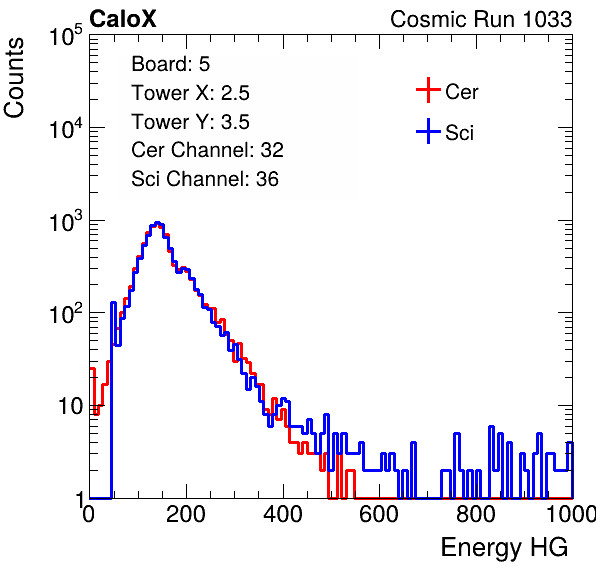 CaloX Cosmic Run 1033
Counts
Board: 5
Tower X: 2.5
Tower Y: 3.5
Cer Channel: 32
Sci Channel: 36
Cer
Sci
10^5
10^4
10^3
10^2
10
1
0 200 400 600 800 1000
Energy HG